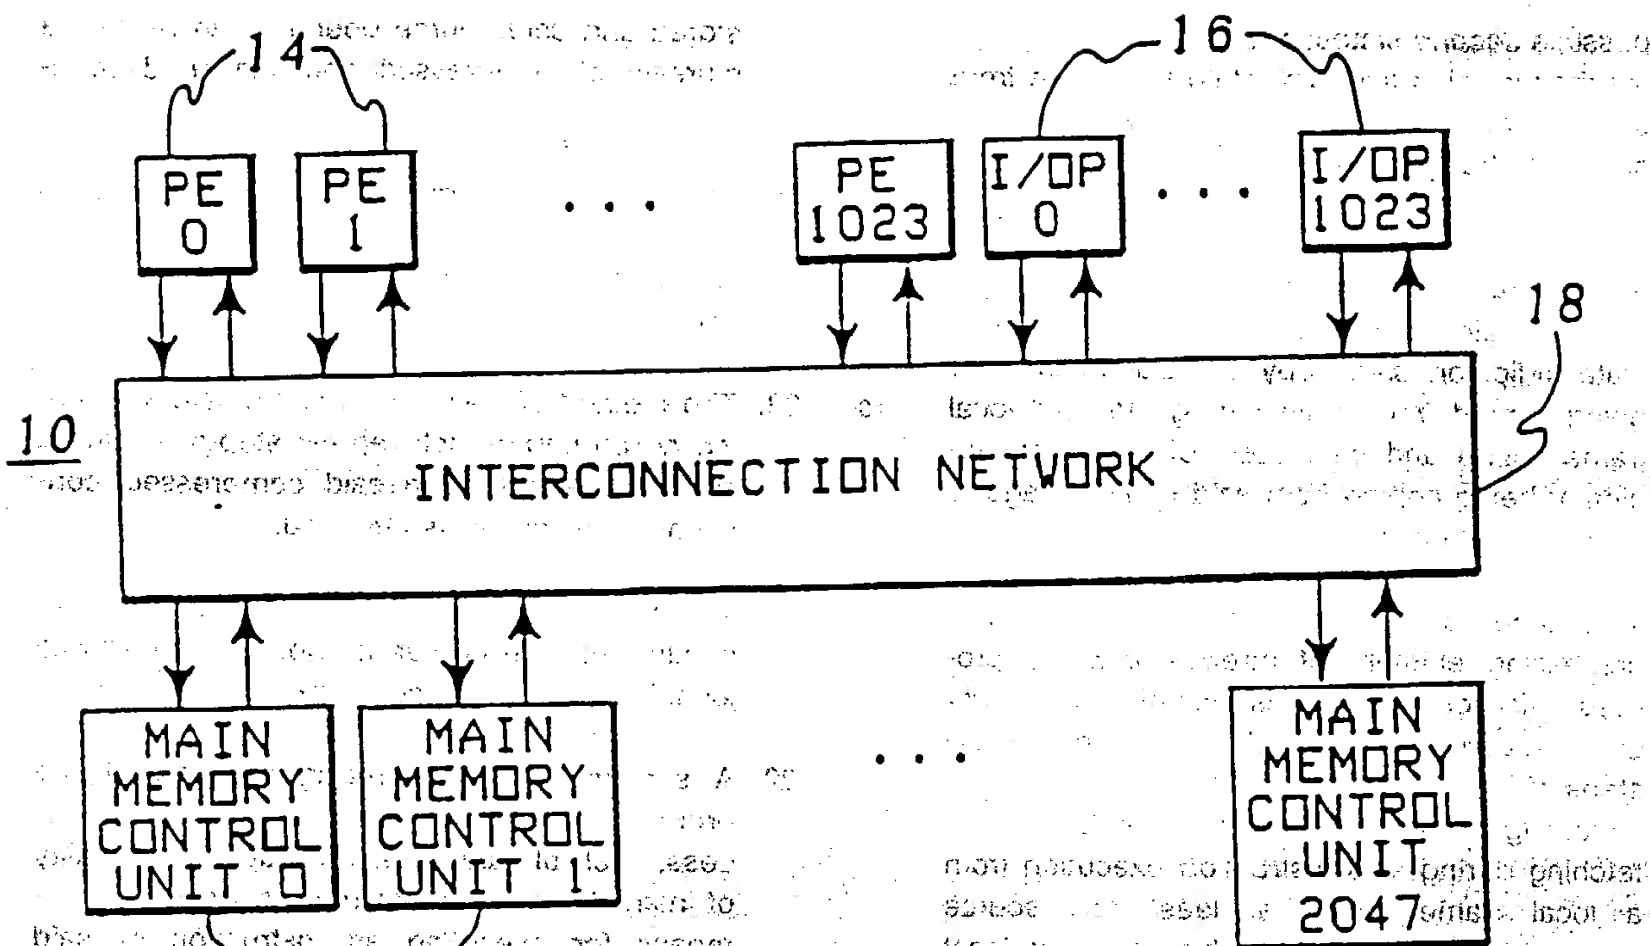 14
16
PE
0
PE
1
. . .
PE
1023
I/OP
0
. . .
I/OP
1023
18
10
INTERCONNECTION NETWORK
MAIN
MEMORY
CONTROL
UNIT 0
MAIN
MEMORY
CONTROL
UNIT 1
. . .
MAIN
MEMORY
CONTROL
UNIT
2047